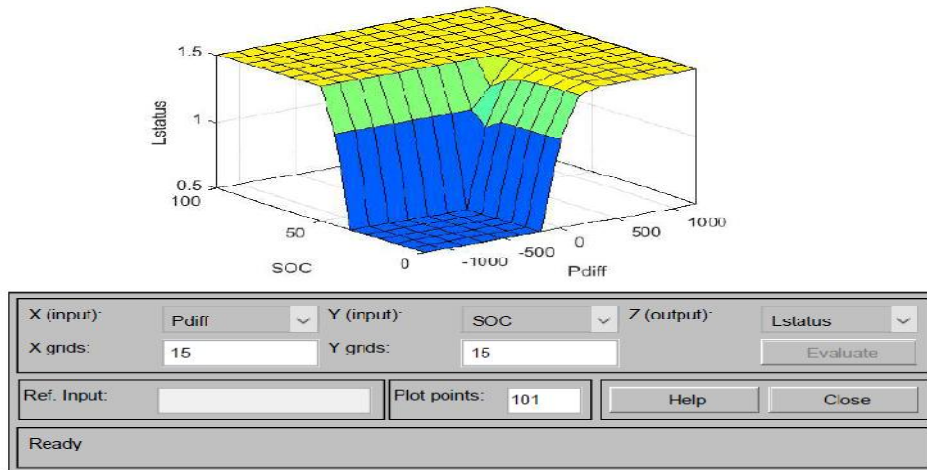 1.5
1
0.5
Lstatus
100
50
0
SOC
-1000
-500
0
500
1000
Pdiff
X (input): Pdiff Y (input): SOC Z (output): Lstatus
X grids: 15 Y grids: 15 Evaluate
Ref. Input: Plot points: 101 Help Close
Ready